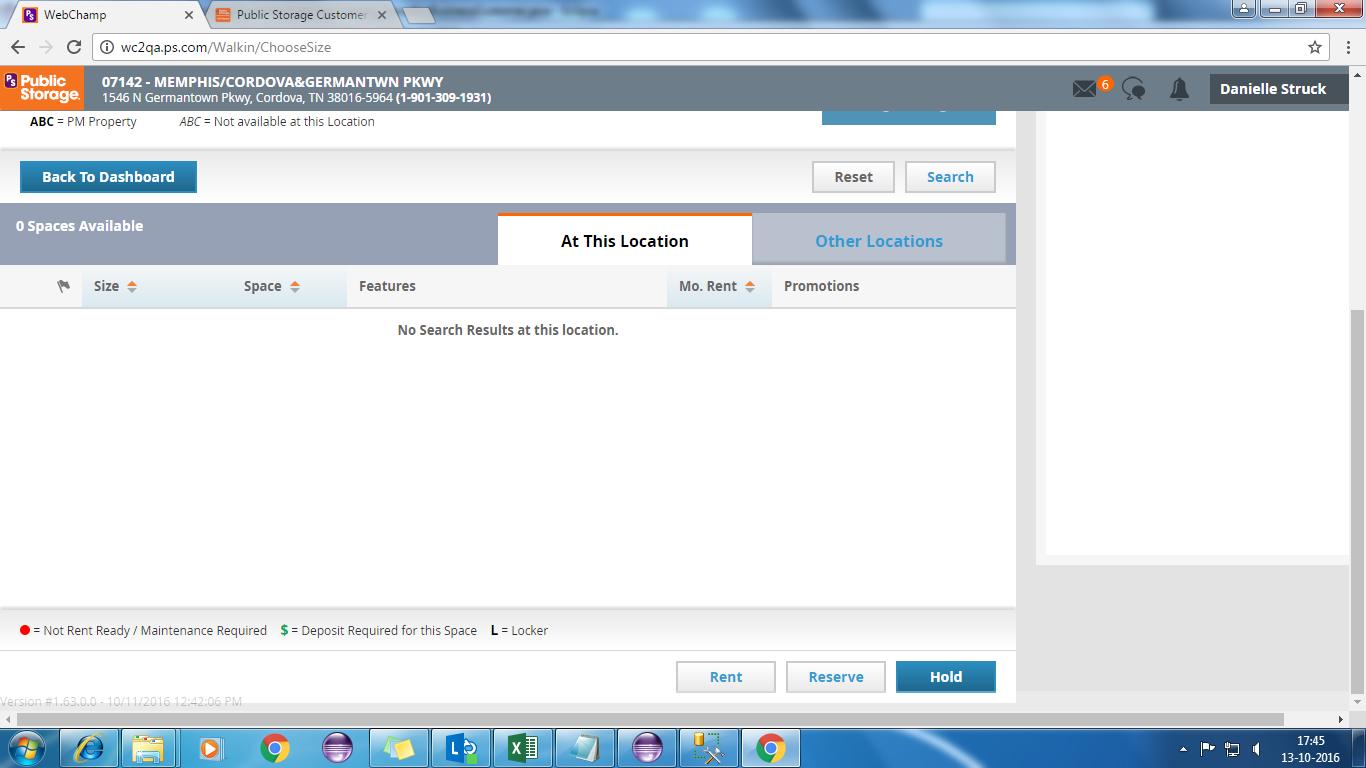 WebChamp
Public Storage Customer
wc2qa.ps.com/Walkin/ChooseSize
PS Public Storage.
07142 - MEMPHIS/CORDOVA&GERMANTWN PKWY
1546 N Germantown Pkwy, Cordova, TN 38016-5964 (1-901-309-1931)
6
Danielle Struck
ABC = PM Property ABC = Not available at this Location
Back To Dashboard
Reset
Search
0 Spaces Available
At This Location
Other Locations
Size
Space
Features
Mo. Rent
Promotions
No Search Results at this location.
= Not Rent Ready / Maintenance Required $ = Deposit Required for this Space L = Locker
Rent
Reserve
Hold
Version #1.63.0.0 - 10/11/2016 12:42:06 PM
17:45
13-10-2016